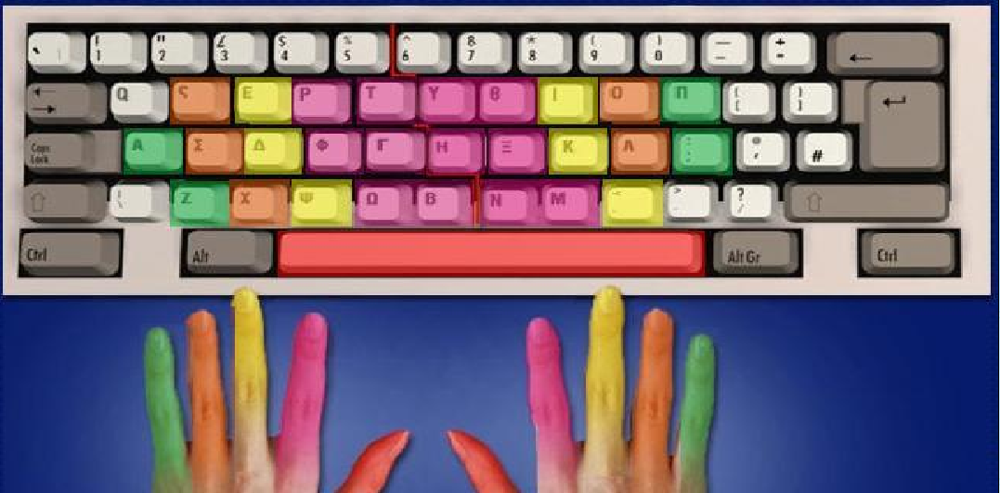 ! " £ $ % ^ & * ( ) _ +
1 2 3 4 5 6 7 8 9 0 - = ←
Q ς Ε Ρ Τ Υ Θ Ι Ο Π { [ } ]
Caps Lock Α Σ Δ Φ Γ Η Ξ Κ Λ : ; @ ' #
\ Ζ Χ Ψ Ω Β Ν Μ < , > . ? /
Ctrl Alt Alt Gr Ctrl